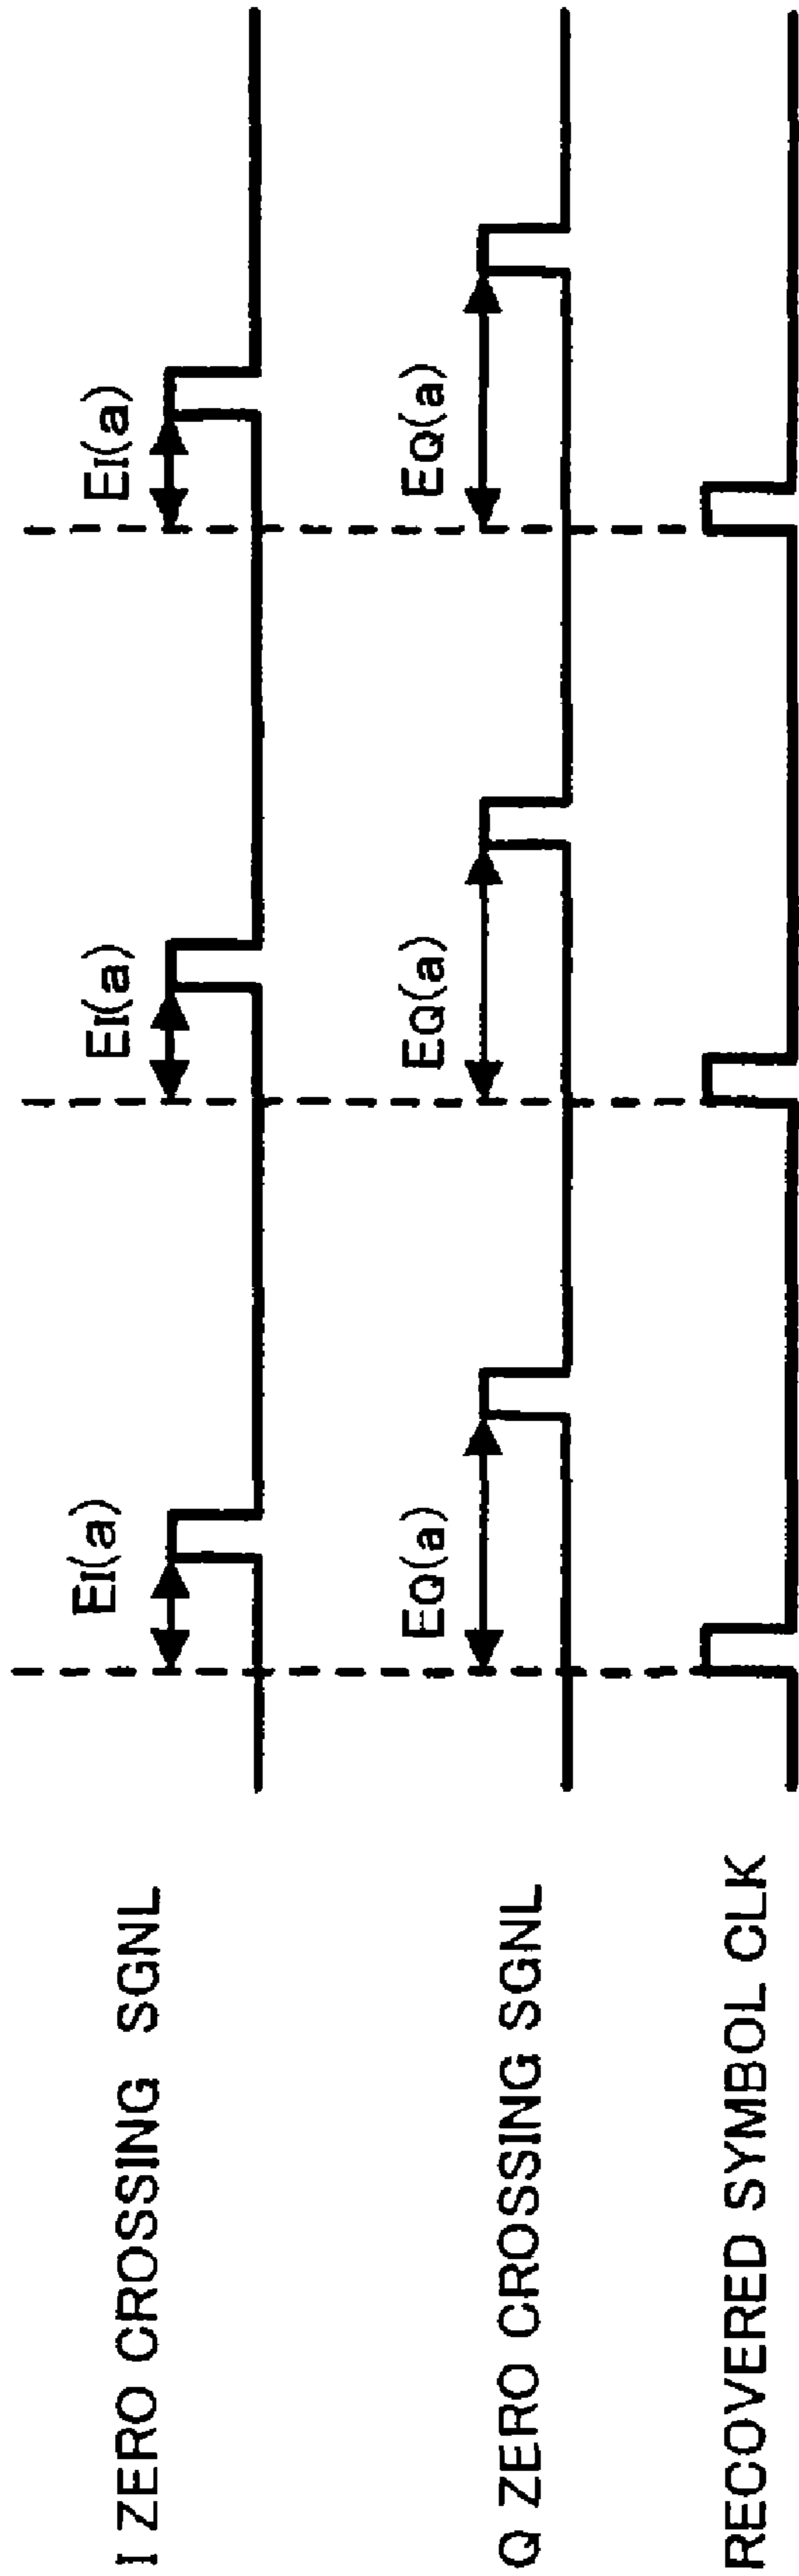 I ZERO CROSSING SGNL
EI(a)
EI(a)
EI(a)
Q ZERO CROSSING SGNL
EQ(a)
EQ(a)
EQ(a)
RECOVERED SYMBOL CLK